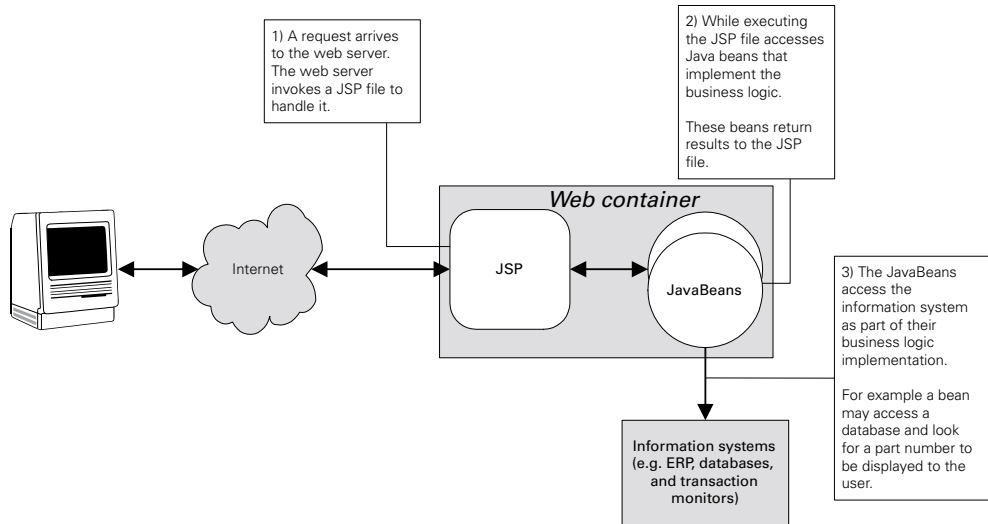 1) A request arrives
to the web server.
The web server
invokes a JSP file to
handle it.
2) While executing
the JSP file accesses
Java beans that
implement the
business logic.
These beans return
results to the JSP
file.
Web container
Internet
JSP
JavaBeans
3) The JavaBeans
access the
information system
as part of their
business logic
implementation.
For example a bean
may access a
database and look
for a part number to
be displayed to the
user.
Information systems
(e.g. ERP, databases,
and transaction
monitors)